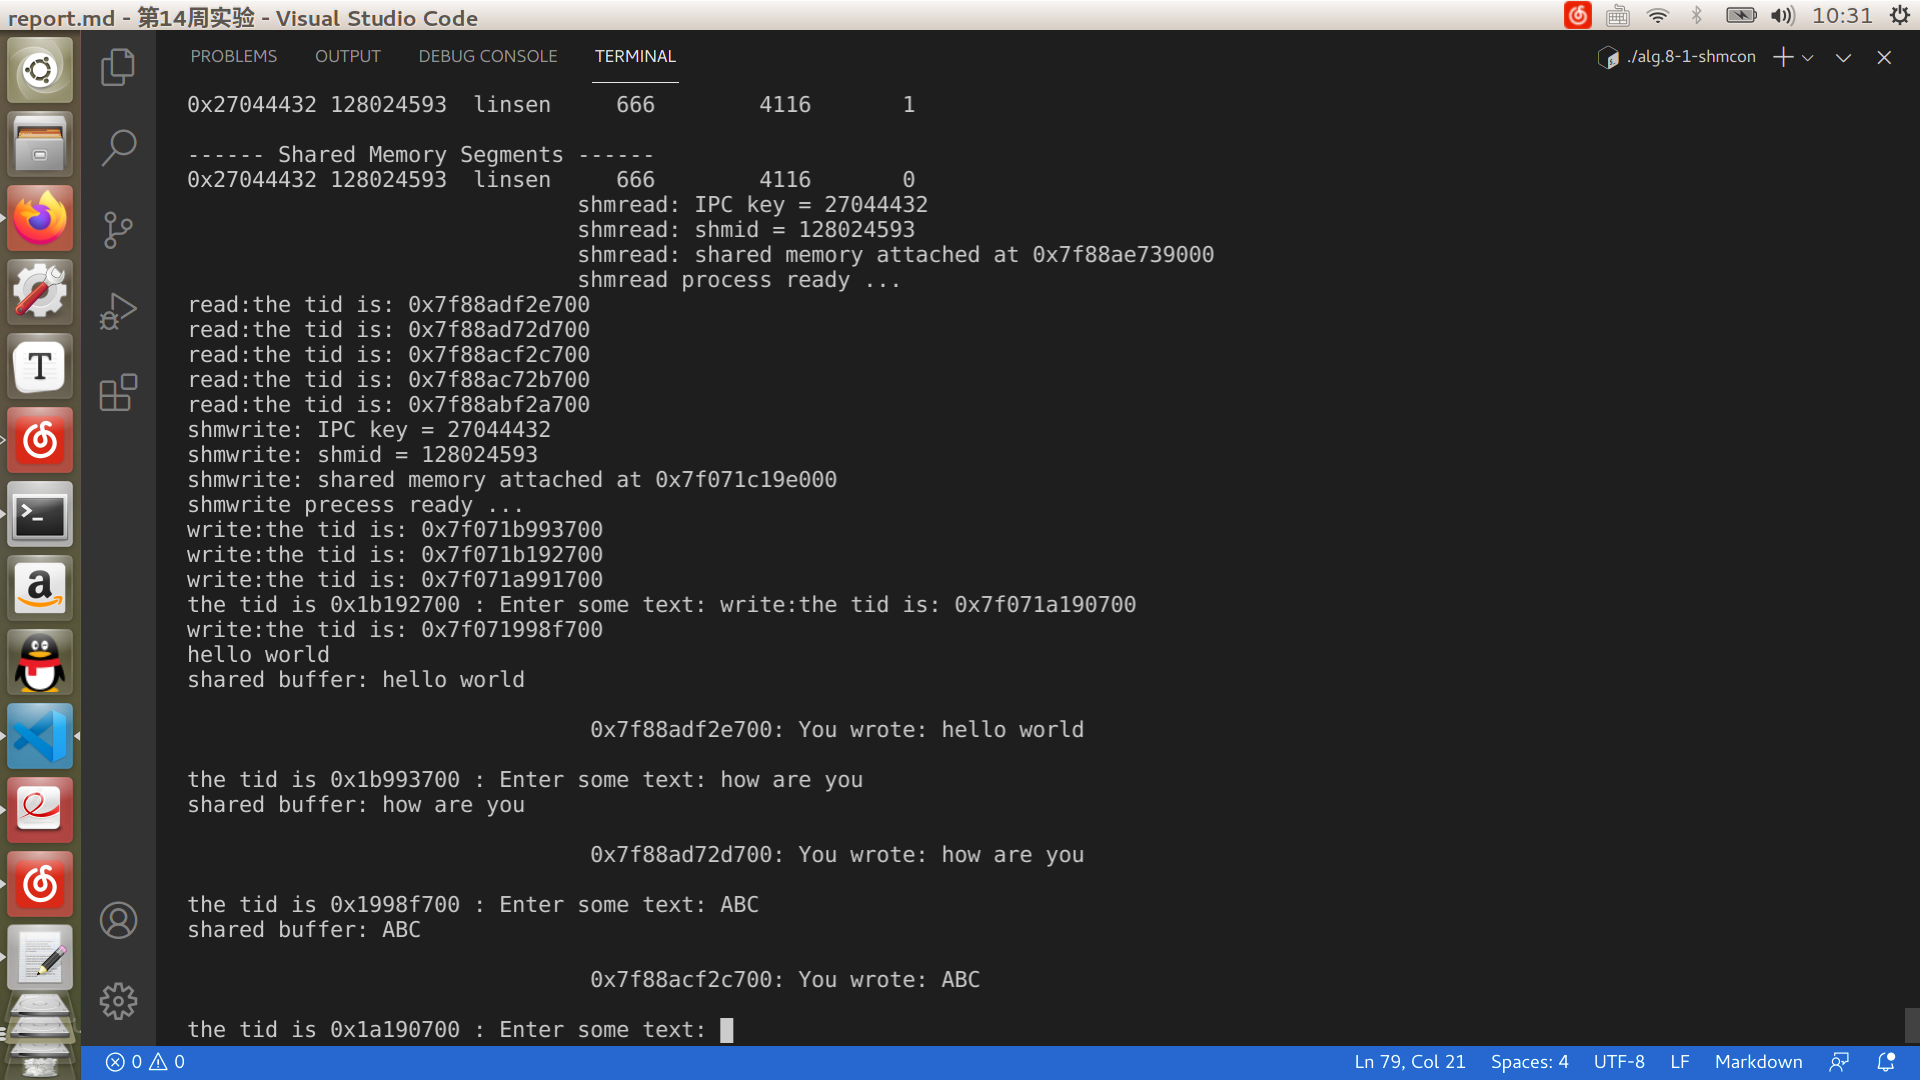 report.md - 第14周实验 - Visual Studio Code
10:31
PROBLEMS OUTPUT DEBUG CONSOLE TERMINAL
./alg.8-1-shmcon
0x27044432 128024593 linsen 666 4116 1
------ Shared Memory Segments ------
0x27044432 128024593 linsen 666 4116 0
shmread: IPC key = 27044432
shmread: shmid = 128024593
shmread: shared memory attached at 0x7f88ae739000
shmread process ready ...
read:the tid is: 0x7f88adf2e700
read:the tid is: 0x7f88ad72d700
read:the tid is: 0x7f88acf2c700
read:the tid is: 0x7f88ac72b700
read:the tid is: 0x7f88abf2a700
shmwrite: IPC key = 27044432
shmwrite: shmid = 128024593
shmwrite: shared memory attached at 0x7f071c19e000
shmwrite precess ready ...
write:the tid is: 0x7f071b993700
write:the tid is: 0x7f071b192700
write:the tid is: 0x7f071a991700
the tid is 0x1b192700 : Enter some text: write:the tid is: 0x7f071a190700
write:the tid is: 0x7f071998f700
hello world
shared buffer: hello world
0x7f88adf2e700: You wrote: hello world
the tid is 0x1b993700 : Enter some text: how are you
shared buffer: how are you
0x7f88ad72d700: You wrote: how are you
the tid is 0x1998f700 : Enter some text: ABC
shared buffer: ABC
0x7f88acf2c700: You wrote: ABC
the tid is 0x1a190700 : Enter some text:
0 0
Ln 79, Col 21 Spaces: 4 UTF-8 LF Markdown